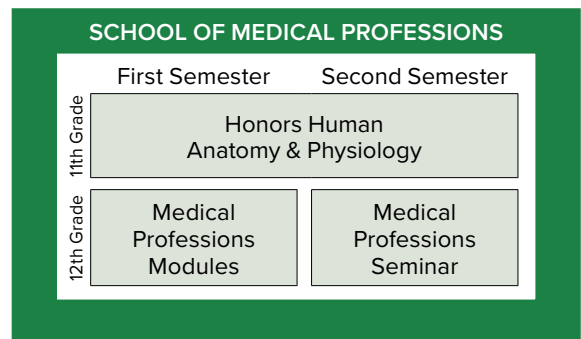 SCHOOL OF MEDICAL PROFESSIONS
First Semester
Second Semester
11th Grade
Honors Human
Anatomy & Physiology
12th Grade
Medical
Professions
Modules
Medical
Professions
Seminar